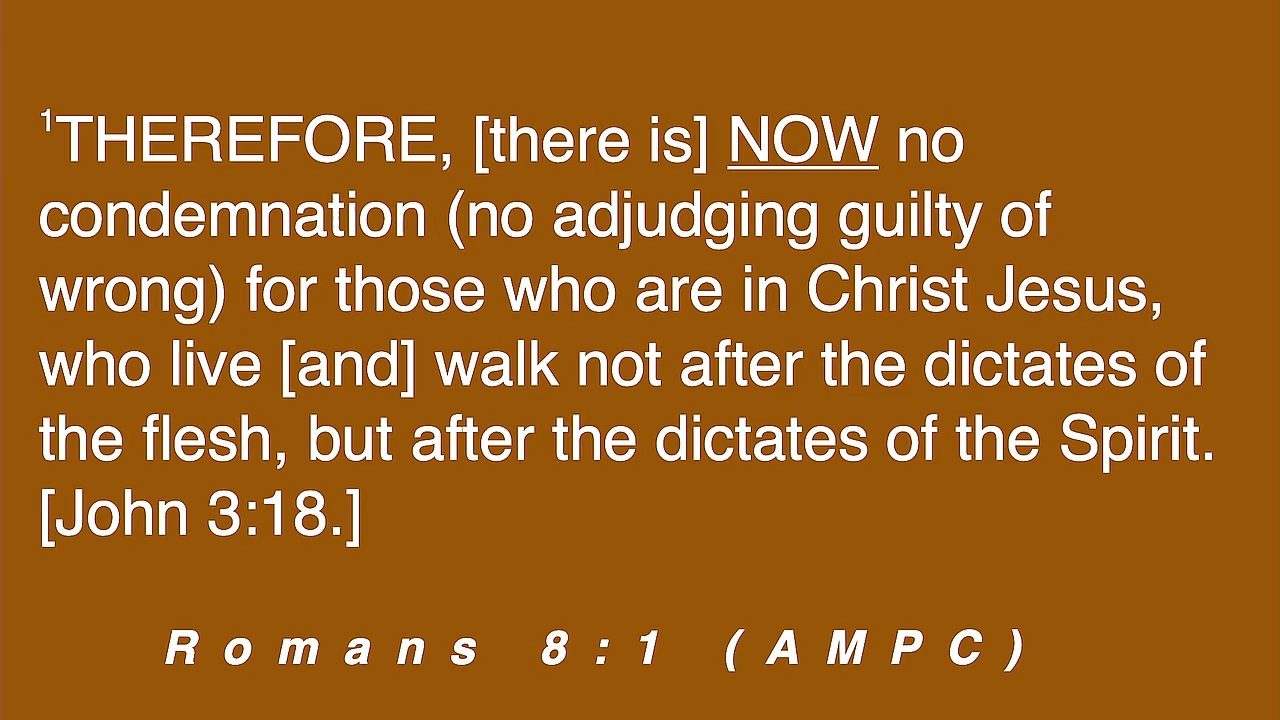 ¹THEREFORE, [there is] NOW no
condemnation (no adjudging guilty of
wrong) for those who are in Christ Jesus,
who live [and] walk not after the dictates of
the flesh, but after the dictates of the Spirit.
[John 3:18.]
Romans 8:1 (AMPC)